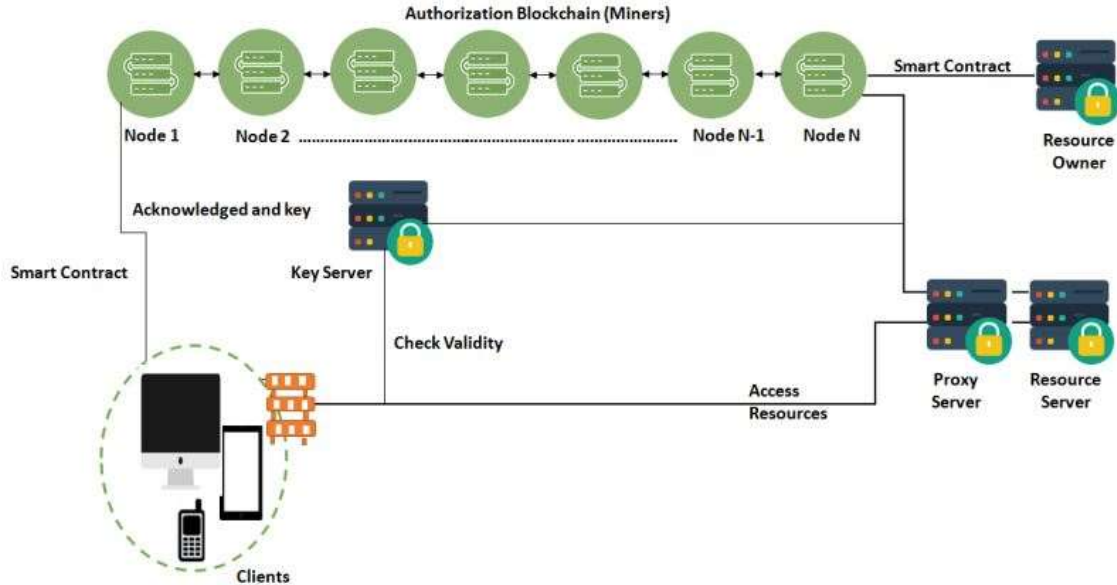 Authorization Blockchain (Miners)
Smart Contract
Node 1
Node 2
Node N-1
Node N
Resource
Owner
Acknowledged and key
Smart Contract
Key Server
Check Validity
Access
Resources
Proxy
Server
Resource
Server
Clients